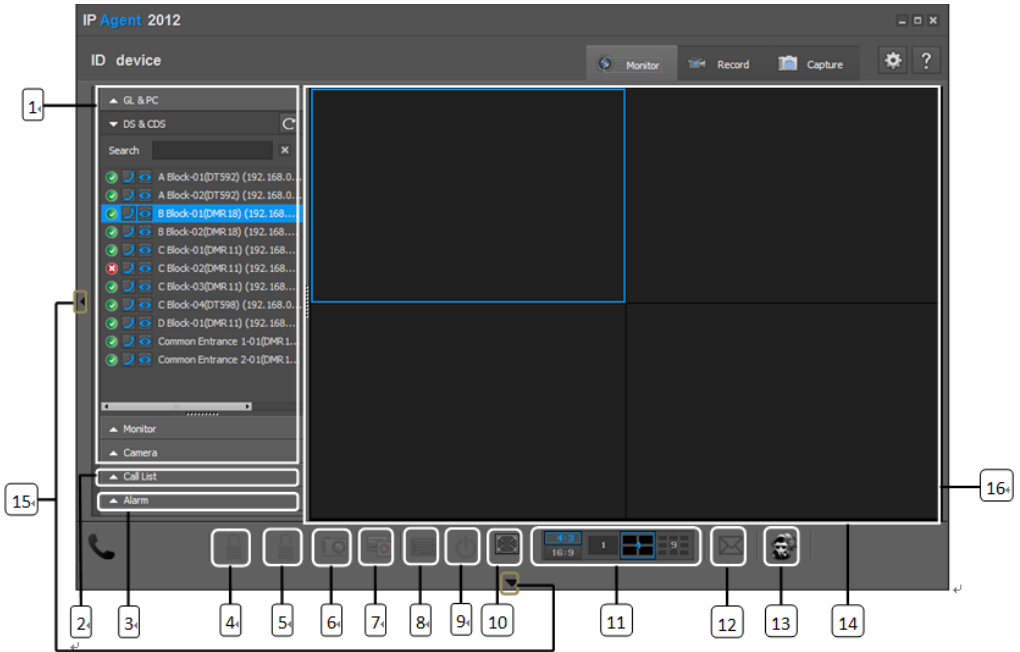 IP Agent 2012
ID device
Monitor Record Capture ?
1 GL & PC
DS & CDS
Search
A Block-01(DT592) (192.168.0...
A Block-02(DT592) (192.168.0...
B Block-01(DMR18) (192.168....
B Block-02(DMR18) (192.168....
C Block-01(DMR11) (192.168....
C Block-02(DMR11) (192.168....
C Block-03(DMR11) (192.168....
C Block-04(DT598) (192.168.0...
D Block-01(DMR11) (192.168....
Common Entrance 1-01(DMR1...
Common Entrance 2-01(DMR1...
Monitor
Camera
Call List
15 Alarm 16
4:3
16:9 1 9
2 3 4 5 6 7 8 9 10 11 12 13 14